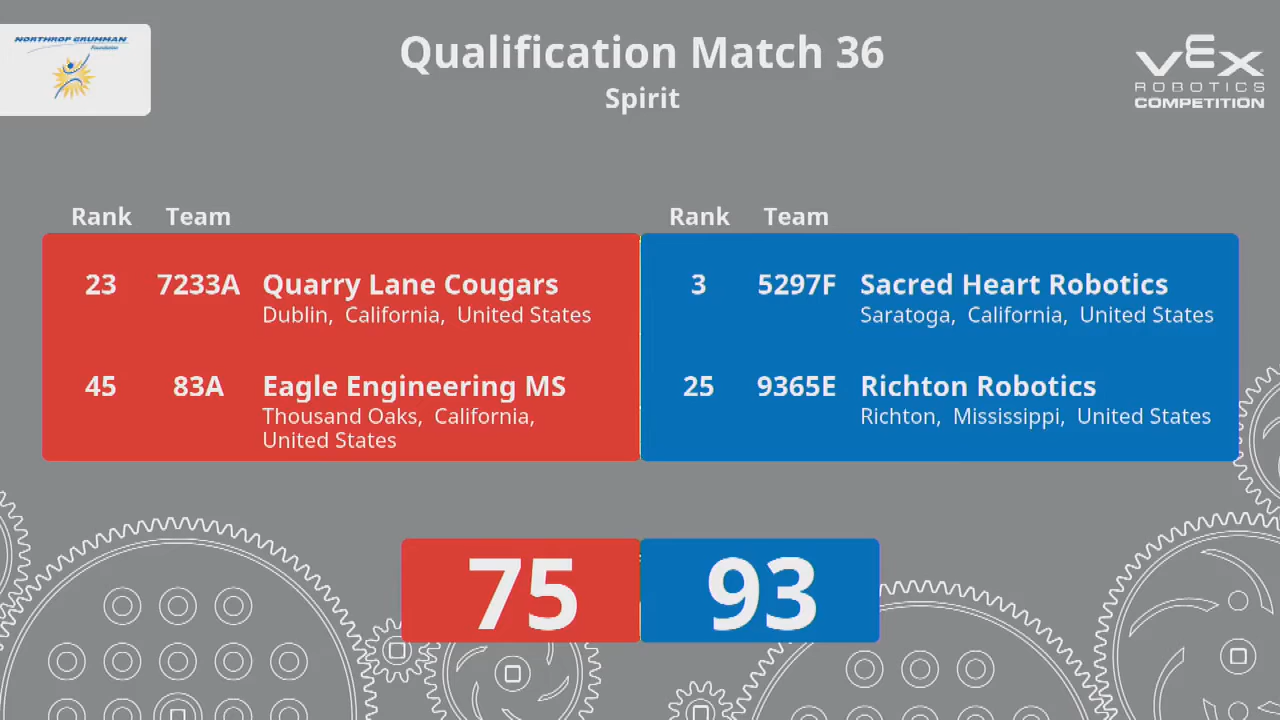 NORTHROP GRUMMAN
Foundation
Qualification Match 36
Spirit
VEX
ROBOTICS
COMPETITION
Rank Team
Rank Team
23 7233A Quarry Lane Cougars
Dublin, California, United States
45 83A Eagle Engineering MS
Thousand Oaks, California,
United States
3 5297F Sacred Heart Robotics
Saratoga, California, United States
25 9365E Richton Robotics
Richton, Mississippi, United States
75 93